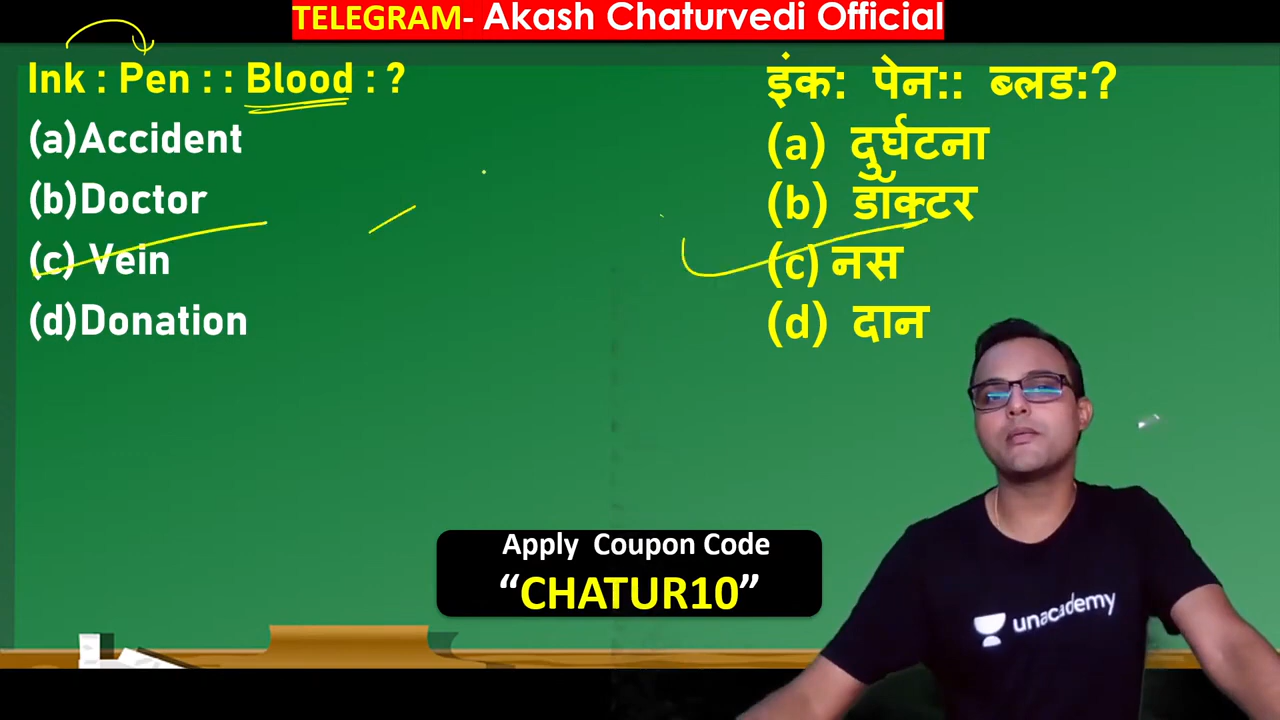 TELEGRAM- Akash Chaturvedi Official
Ink : Pen : : Blood : ?
(a)Accident
(b)Doctor
(c) Vein
(d)Donation
इंक: पेन:: ब्लड:?
(a) दुर्घटना
(b) डॉक्टर
(c) नस
(d) दान
Apply Coupon Code
“CHATUR10”
unacademy